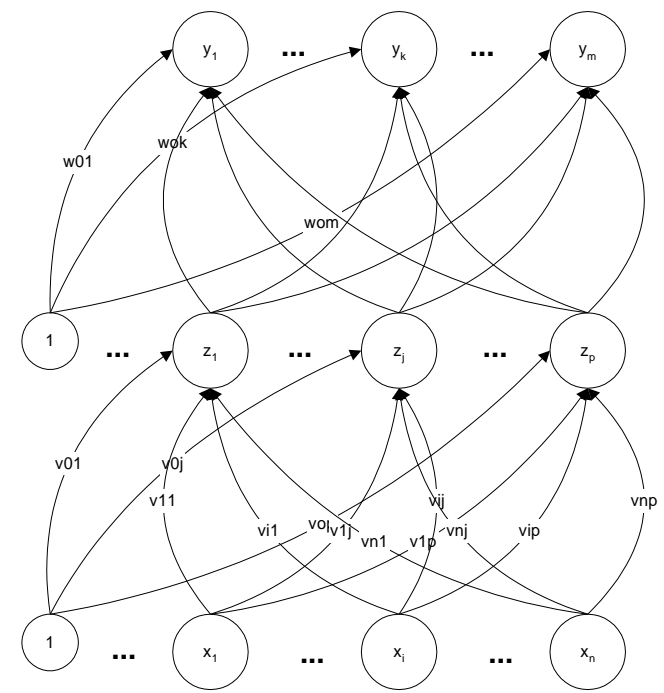 y1 ... yk ... ym
wok
w01
wom
1 ... z1 ... zj ... zp
v01 v0j
v11 vij vnp
vi1 voj v1j vn1 v1p vnj vip
1 ... x1 ... xi ... xn